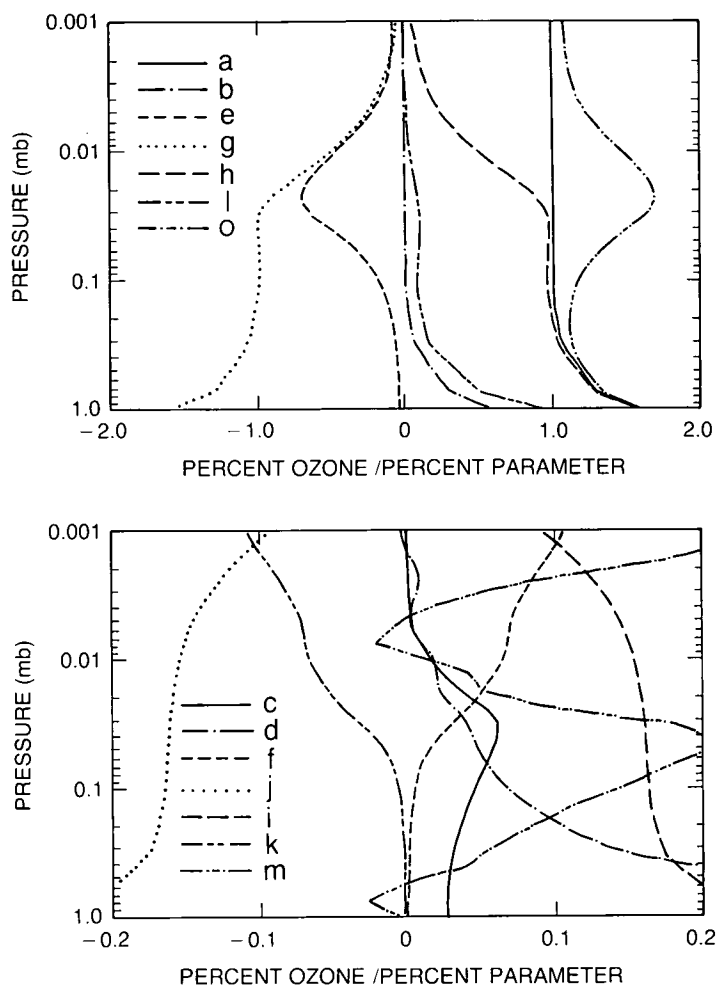 0.001
0.01
0.1
1.0
PRESSURE (mb)
a
b
e
g
h
l
o
−2.0 −1.0 0 1.0 2.0
PERCENT OZONE /PERCENT PARAMETER
0.001
0.01
0.1
1.0
PRESSURE (mb)
c
d
f
j
i
k
m
−0.2 −0.1 0 0.1 0.2
PERCENT OZONE /PERCENT PARAMETER